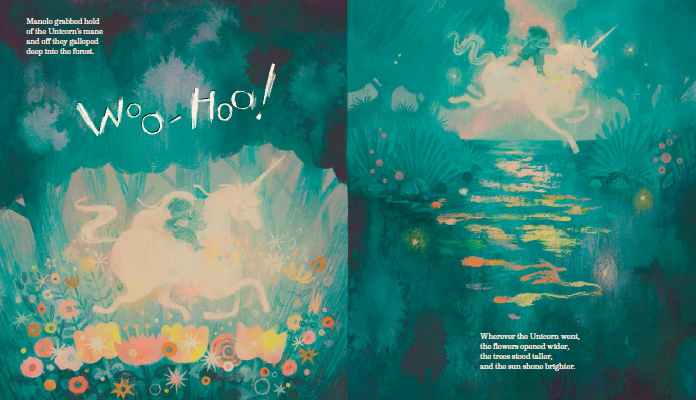 Manolo grabbed hold
of the Unicorn's mane
and off they galloped
deep into the forest.
Woo-Hoo!
Wherever the Unicorn went,
the flowers opened wider,
the trees stood taller,
and the sun shone brighter.